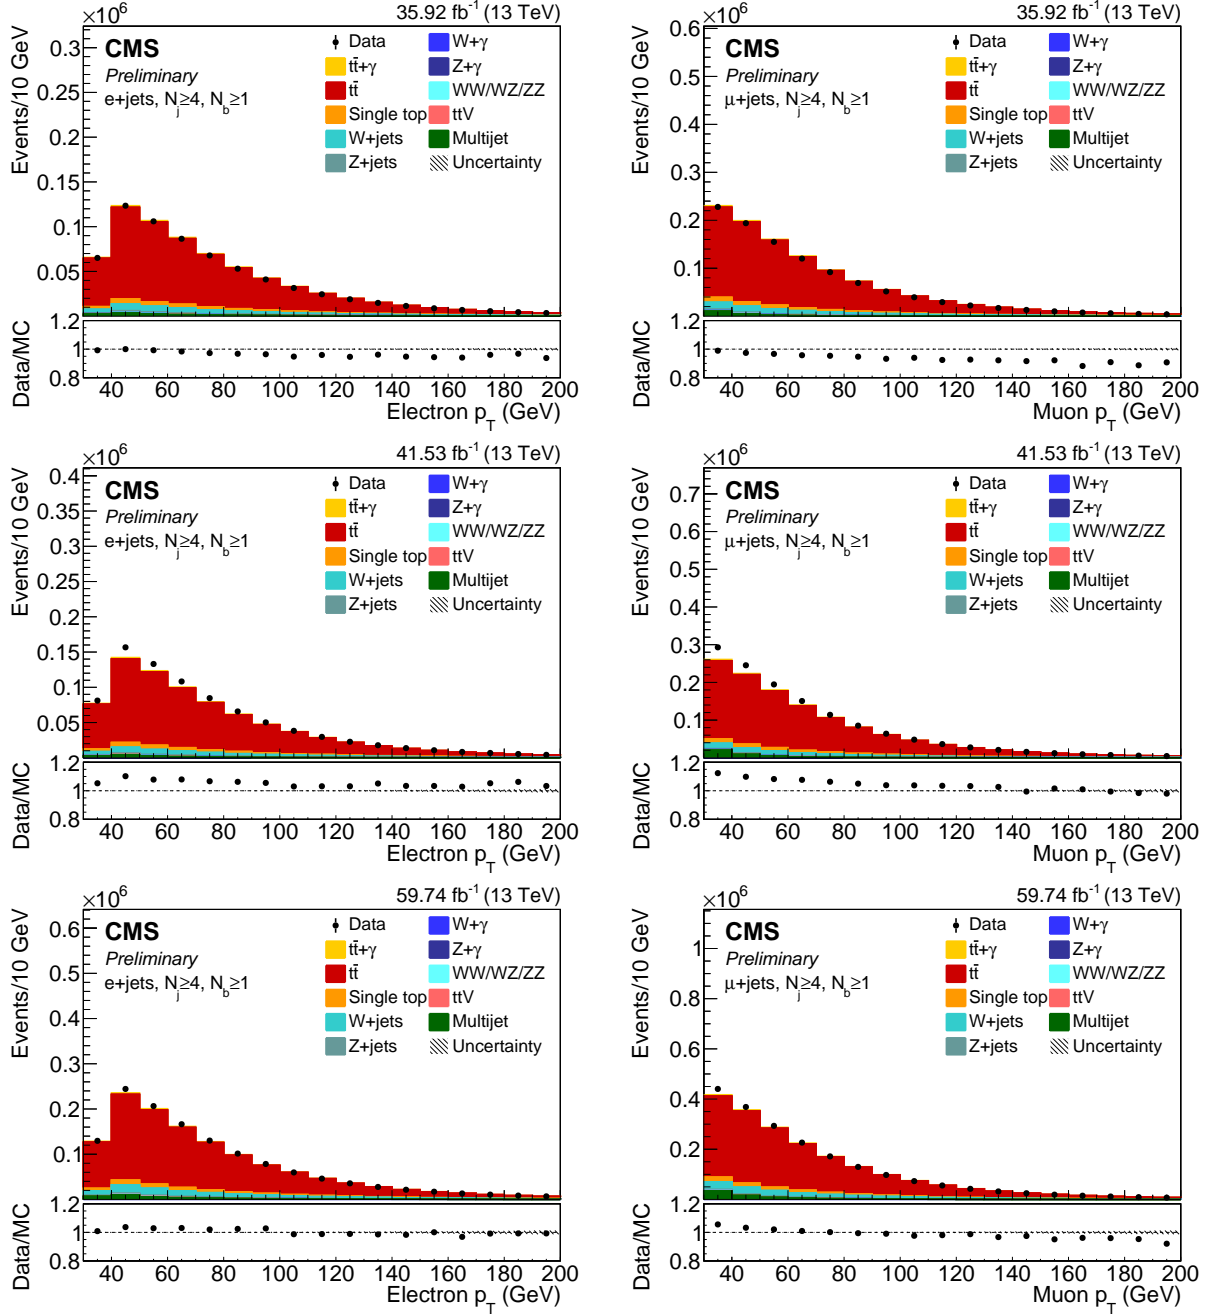 ×10⁶ 35.92 fb⁻¹ (13 TeV)
Events/10 GeV
0.3
0.25
0.2
0.15
0.1
0.05
CMS
Preliminary
e+jets, N_j≥4, N_b≥1
Data
tt̄+γ
tt̄
Single top
W+jets
Z+jets
W+γ
Z+γ
WW/WZ/ZZ
ttV
Multijet
Uncertainty
Data/MC
1.2
1
0.8
40 60 80 100 120 140 160 180 200
Electron p_T (GeV)
×10⁶ 35.92 fb⁻¹ (13 TeV)
Events/10 GeV
0.6
0.5
0.4
0.3
0.2
0.1
CMS
Preliminary
μ+jets, N_j≥4, N_b≥1
Data
tt̄+γ
tt̄
Single top
W+jets
Z+jets
W+γ
Z+γ
WW/WZ/ZZ
ttV
Multijet
Uncertainty
Data/MC
1.2
1
0.8
40 60 80 100 120 140 160 180 200
Muon p_T (GeV)
×10⁶ 41.53 fb⁻¹ (13 TeV)
Events/10 GeV
0.4
0.35
0.3
0.25
0.2
0.15
0.1
0.05
CMS
Preliminary
e+jets, N_j≥4, N_b≥1
Data
tt̄+γ
tt̄
Single top
W+jets
Z+jets
W+γ
Z+γ
WW/WZ/ZZ
ttV
Multijet
Uncertainty
Data/MC
1.2
1
0.8
40 60 80 100 120 140 160 180 200
Electron p_T (GeV)
×10⁶ 41.53 fb⁻¹ (13 TeV)
Events/10 GeV
0.7
0.6
0.5
0.4
0.3
0.2
0.1
CMS
Preliminary
μ+jets, N_j≥4, N_b≥1
Data
tt̄+γ
tt̄
Single top
W+jets
Z+jets
W+γ
Z+γ
WW/WZ/ZZ
ttV
Multijet
Uncertainty
Data/MC
1.2
1
0.8
40 60 80 100 120 140 160 180 200
Muon p_T (GeV)
×10⁶ 59.74 fb⁻¹ (13 TeV)
Events/10 GeV
0.6
0.5
0.4
0.3
0.2
0.1
CMS
Preliminary
e+jets, N_j≥4, N_b≥1
Data
tt̄+γ
tt̄
Single top
W+jets
Z+jets
W+γ
Z+γ
WW/WZ/ZZ
ttV
Multijet
Uncertainty
Data/MC
1.2
1
0.8
40 60 80 100 120 140 160 180 200
Electron p_T (GeV)
×10⁶ 59.74 fb⁻¹ (13 TeV)
Events/10 GeV
1
0.8
0.6
0.4
0.2
CMS
Preliminary
μ+jets, N_j≥4, N_b≥1
Data
tt̄+γ
tt̄
Single top
W+jets
Z+jets
W+γ
Z+γ
WW/WZ/ZZ
ttV
Multijet
Uncertainty
Data/MC
1.2
1
0.8
40 60 80 100 120 140 160 180 200
Muon p_T (GeV)